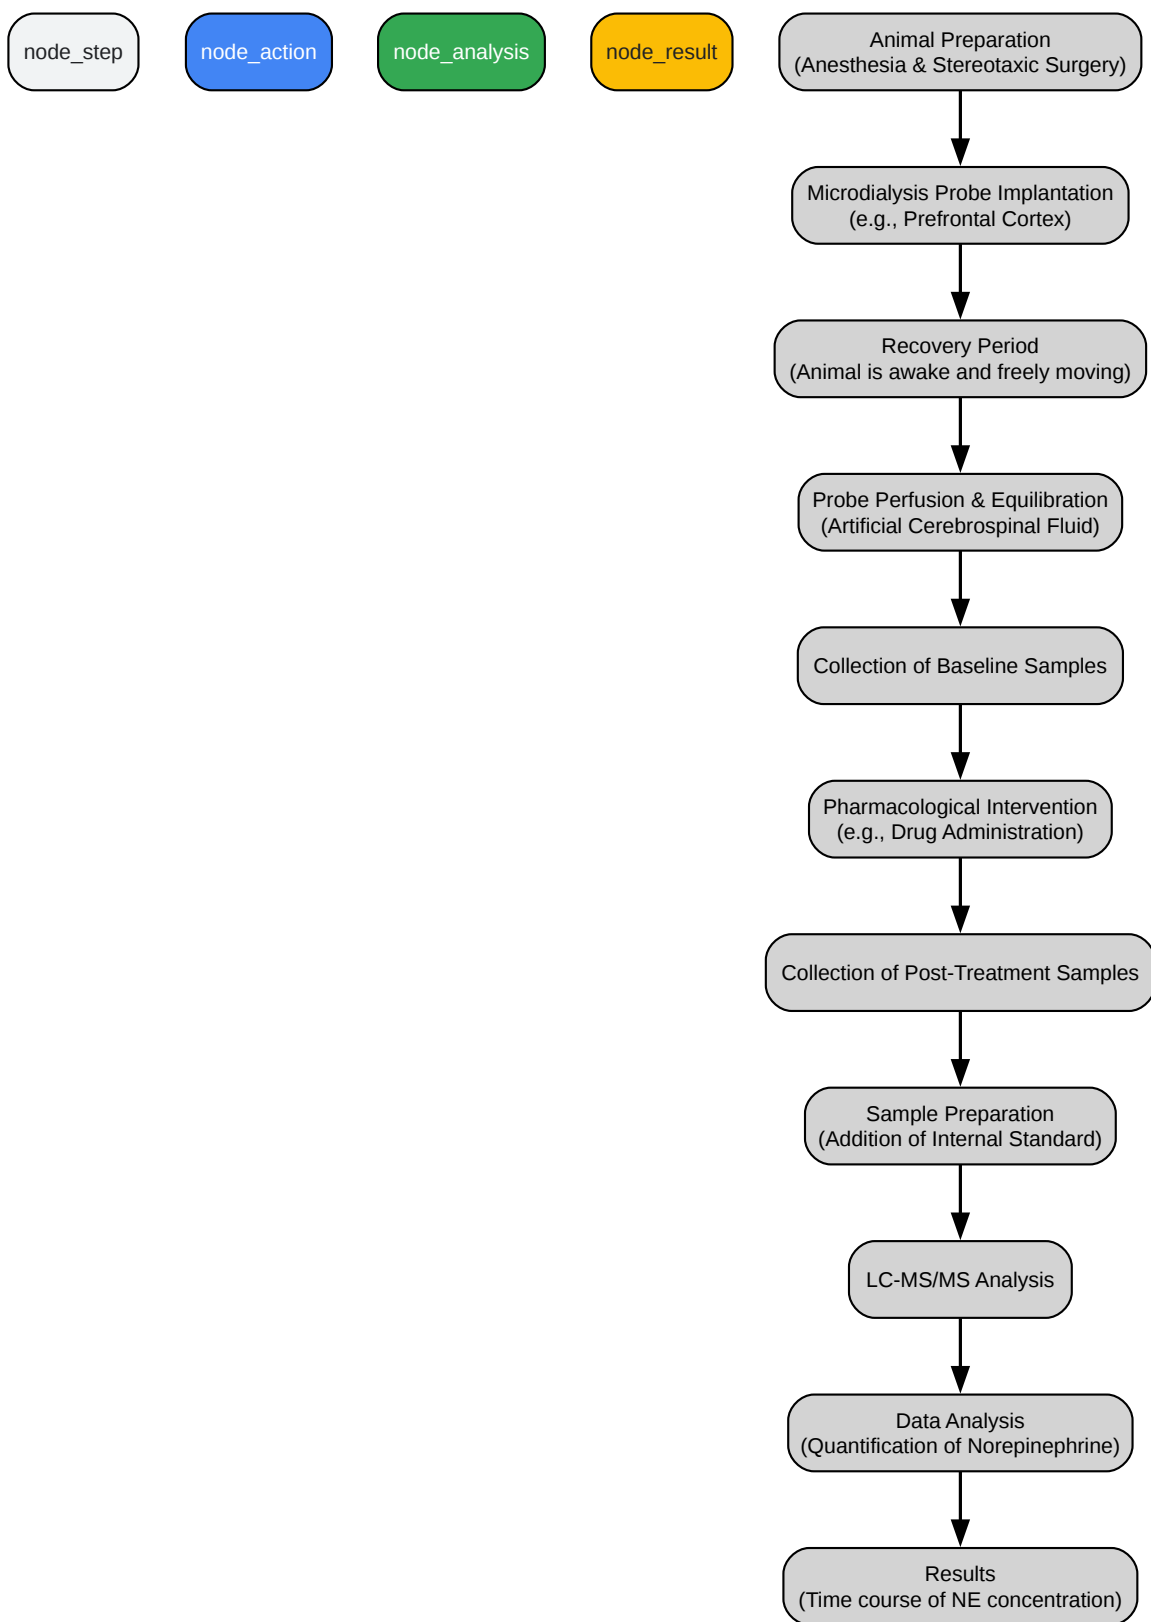 node_step
node_action
node_analysis
node_result
Animal Preparation
(Anesthesia & Stereotaxic Surgery)
Microdialysis Probe Implantation
(e.g., Prefrontal Cortex)
Recovery Period
(Animal is awake and freely moving)
Probe Perfusion & Equilibration
(Artificial Cerebrospinal Fluid)
Collection of Baseline Samples
Pharmacological Intervention
(e.g., Drug Administration)
Collection of Post-Treatment Samples
Sample Preparation
(Addition of Internal Standard)
LC-MS/MS Analysis
Data Analysis
(Quantification of Norepinephrine)
Results
(Time course of NE concentration)